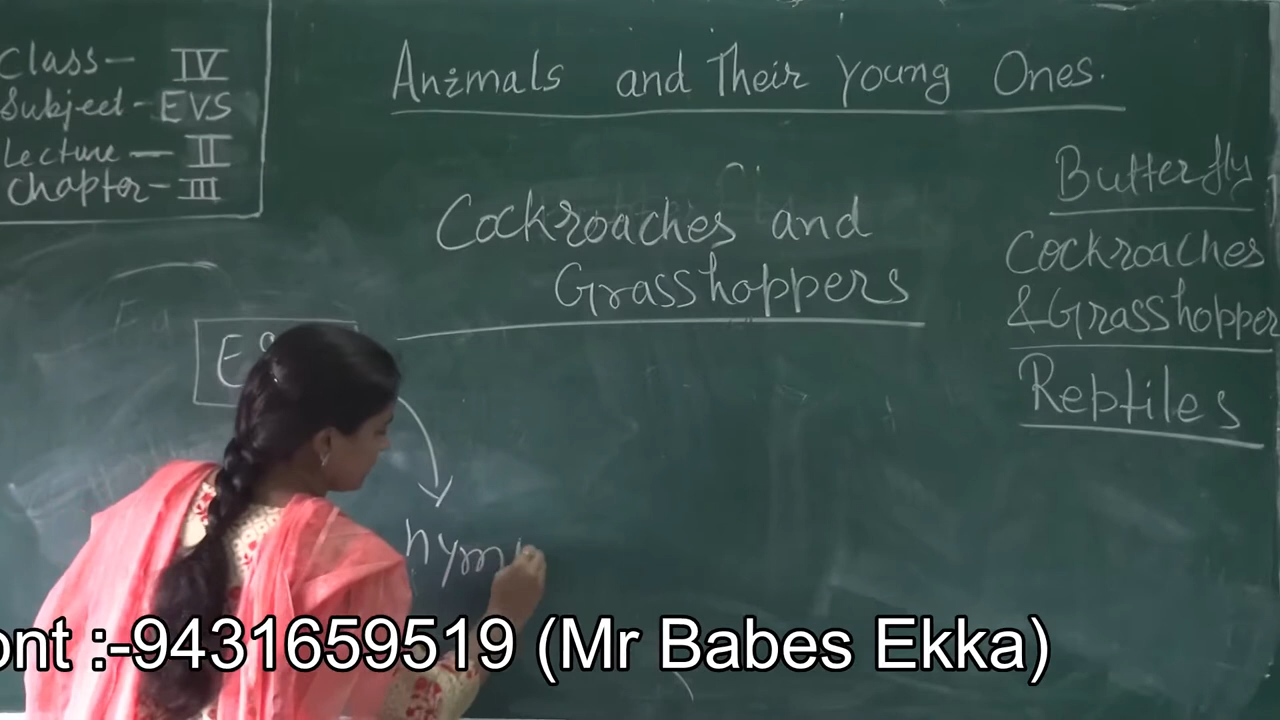 Class- IV
Subject- EVS
Lecture - II
Chapter- III
Animals and Their young Ones.
Cockroaches and
Grasshoppers
Butterfly
Cockroaches
&Grasshopper
Reptiles
nym
ont :-9431659519 (Mr Babes Ekka)